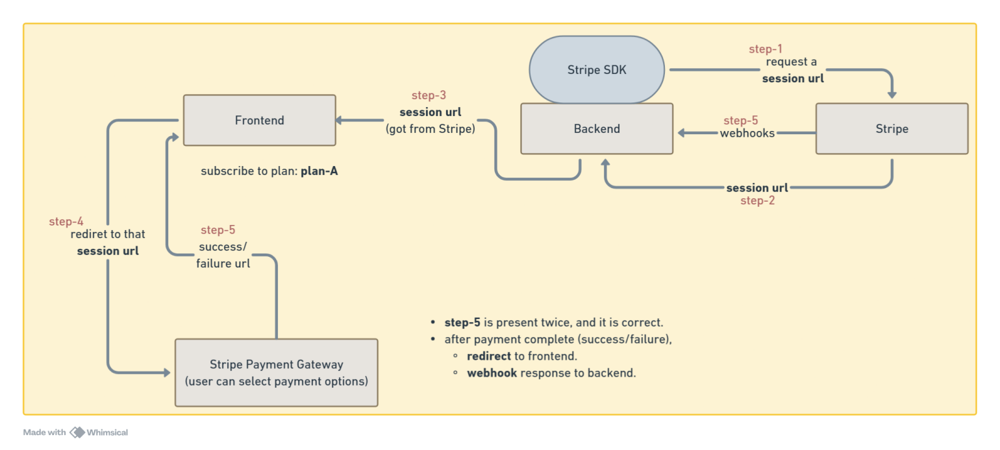 step-1
request a
session url
Stripe SDK
step-3
session url
(got from Stripe)
Frontend
Backend
step-5
webhooks
Stripe
subscribe to plan: plan-A
session url
step-2
step-4
rediret to that
session url
step-5
success/
failure url
• step-5 is present twice, and it is correct.
• after payment complete (success/failure),
◦ redirect to frontend.
◦ webhook response to backend.
Stripe Payment Gateway
(user can select payment options)
Made with Whimsical